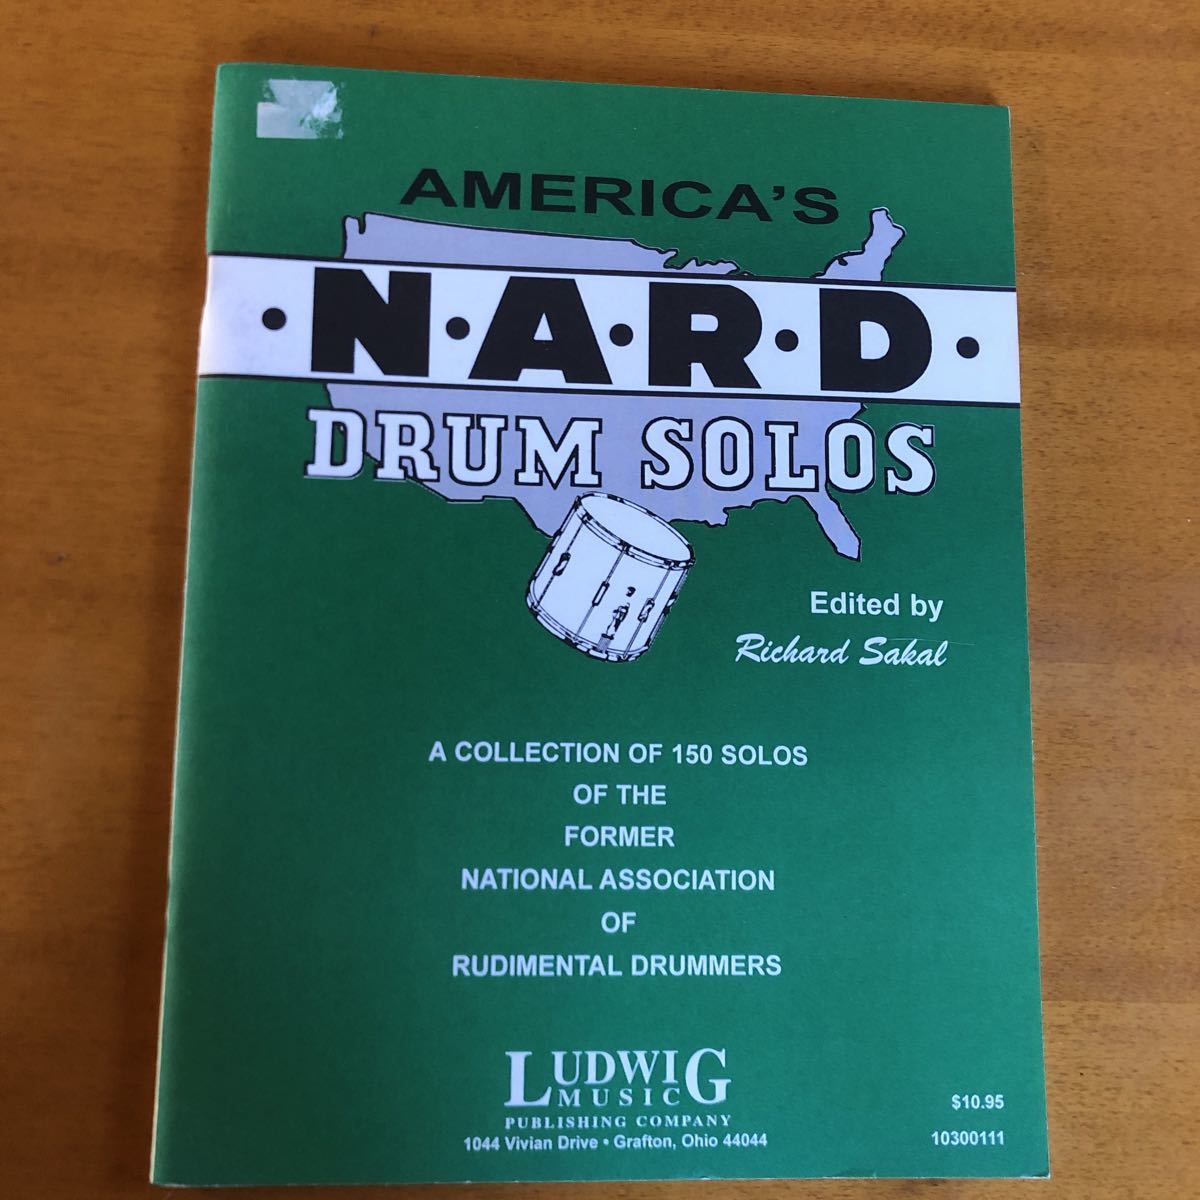 AMERICA'S
•N•A•R•D•
DRUM SOLOS
Edited by
Richard Sakal
A COLLECTION OF 150 SOLOS
OF THE
FORMER
NATIONAL ASSOCIATION
OF
RUDIMENTAL DRUMMERS
LUDWIG
MUSIC
PUBLISHING COMPANY
1044 Vivian Drive • Grafton, Ohio 44044
$10.95
10300111